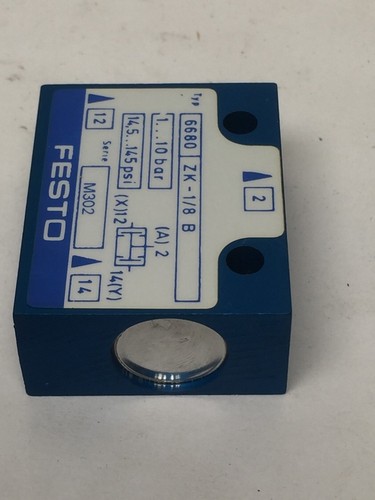 2
Typ
6680 ZK-1/8 B
1...10 bar
14,5...145 psi
(A) 2
(X)12
14(Y)
12
Serie
M302
14
FESTO